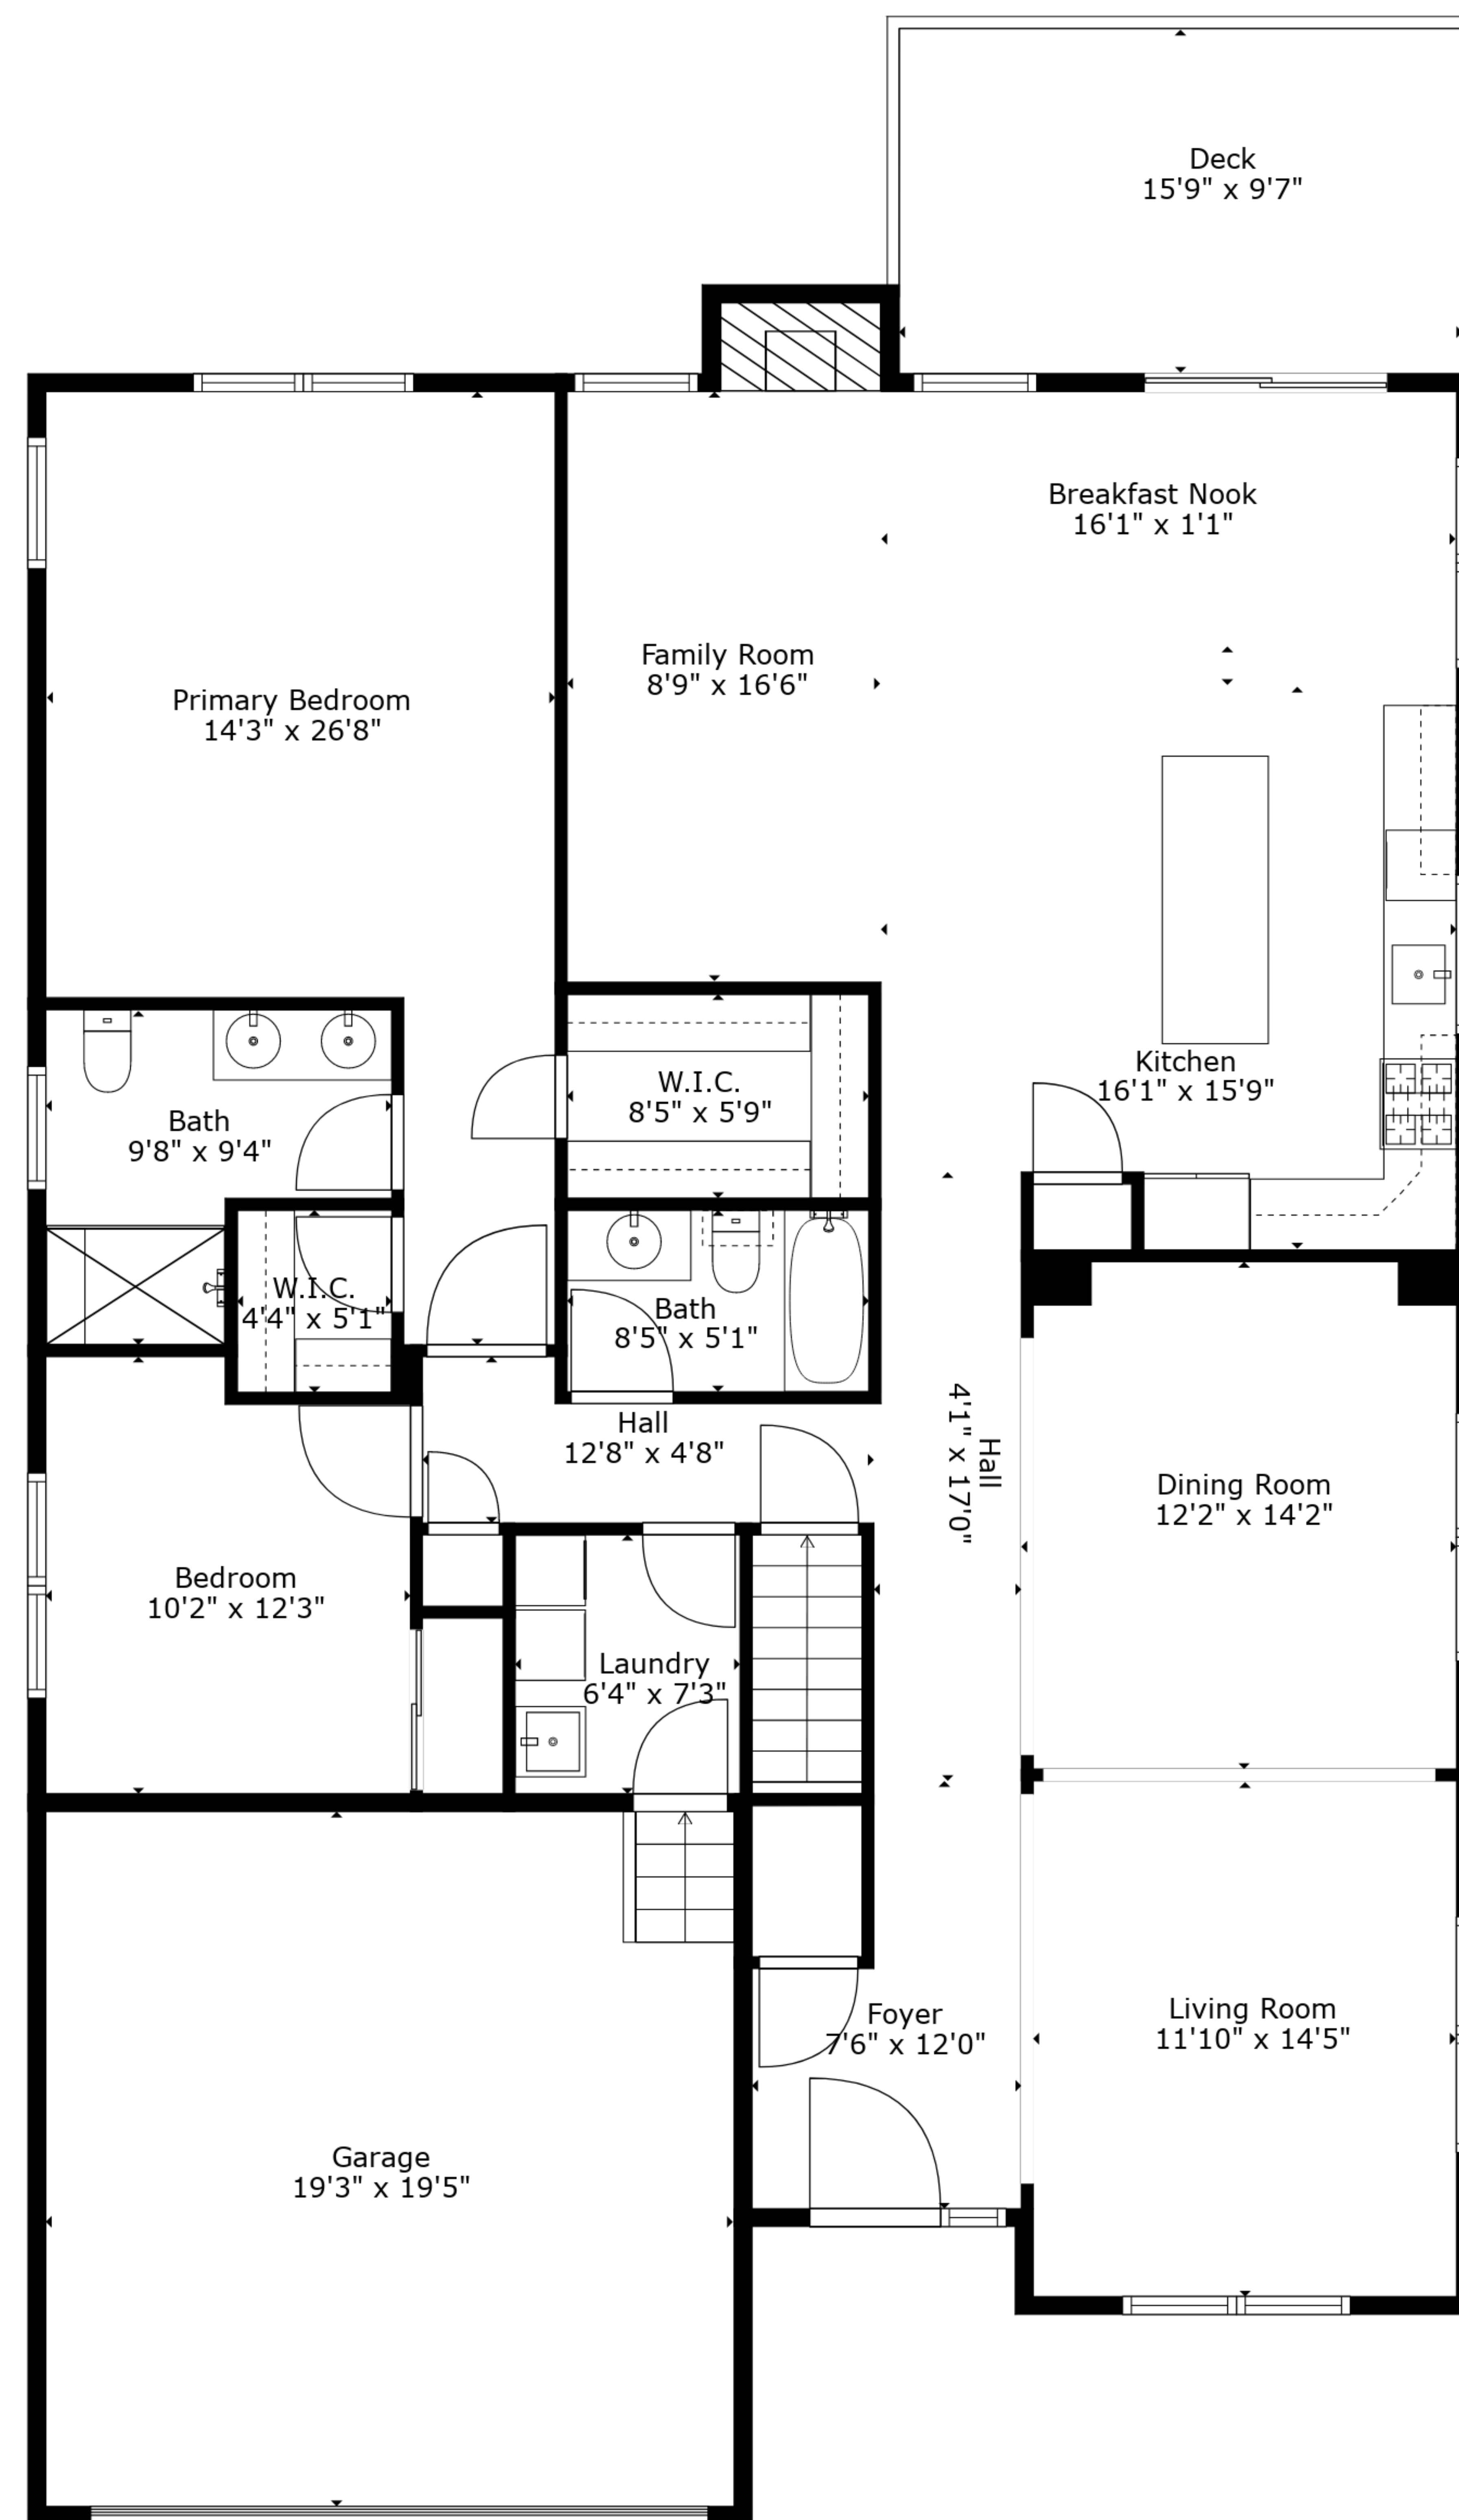 Deck
15'9" x 9'7"
Breakfast Nook
16'1" x 1'1"
Family Room
8'9" x 16'6"
Primary Bedroom
14'3" x 26'8"
Kitchen
16'1" x 15'9"
W.I.C.
8'5" x 5'9"
Bath
9'8" x 9'4"
W.I.C.
4'4" x 5'1"
Bath
8'5" x 5'1"
Hall
12'8" x 4'8"
Hall
4'1" x 17'0"
Dining Room
12'2" x 14'2"
Bedroom
10'2" x 12'3"
Laundry
6'4" x 7'3"
Foyer
7'6" x 12'0"
Living Room
11'10" x 14'5"
Garage
19'3" x 19'5"